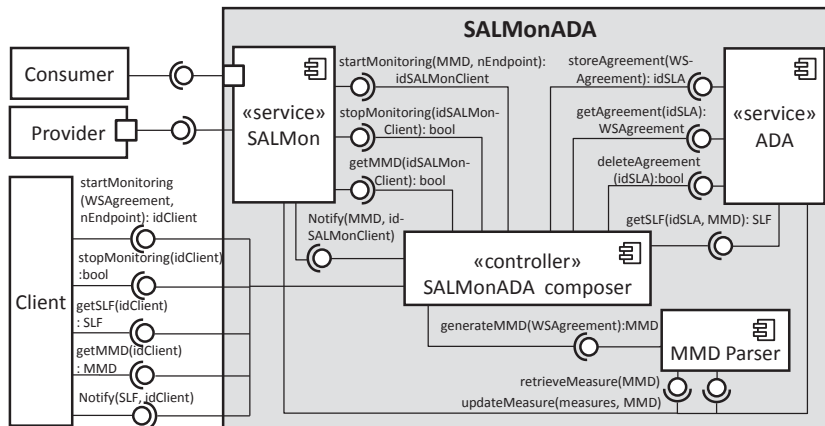 SALMonADA
Consumer
Provider
«service»
SALMon
startMonitoring(MMD, nEndpoint):
idSALMonClient
stopMonitoring(idSALMon-
Client): bool
getMMD(idSALMon-
Client): bool
Notify(MMD, id-
SALMonClient)
storeAgreement(WS-
Agreement): idSLA
getAgreement(idSLA):
WSAgreement
deleteAgreement
(idSLA):bool
getSLF(idSLA, MMD): SLF
«service»
ADA
Client
startMonitoring
(WSAgreement,
nEndpoint): idClient
stopMonitoring(idClient)
:bool
getSLF(idClient)
: SLF
getMMD(idClient)
: MMD
Notify(SLF, idClient)
«controller»
SALMonADA composer
generateMMD(WSAgreement):MMD
MMD Parser
retrieveMeasure(MMD)
updateMeasure(measures, MMD)